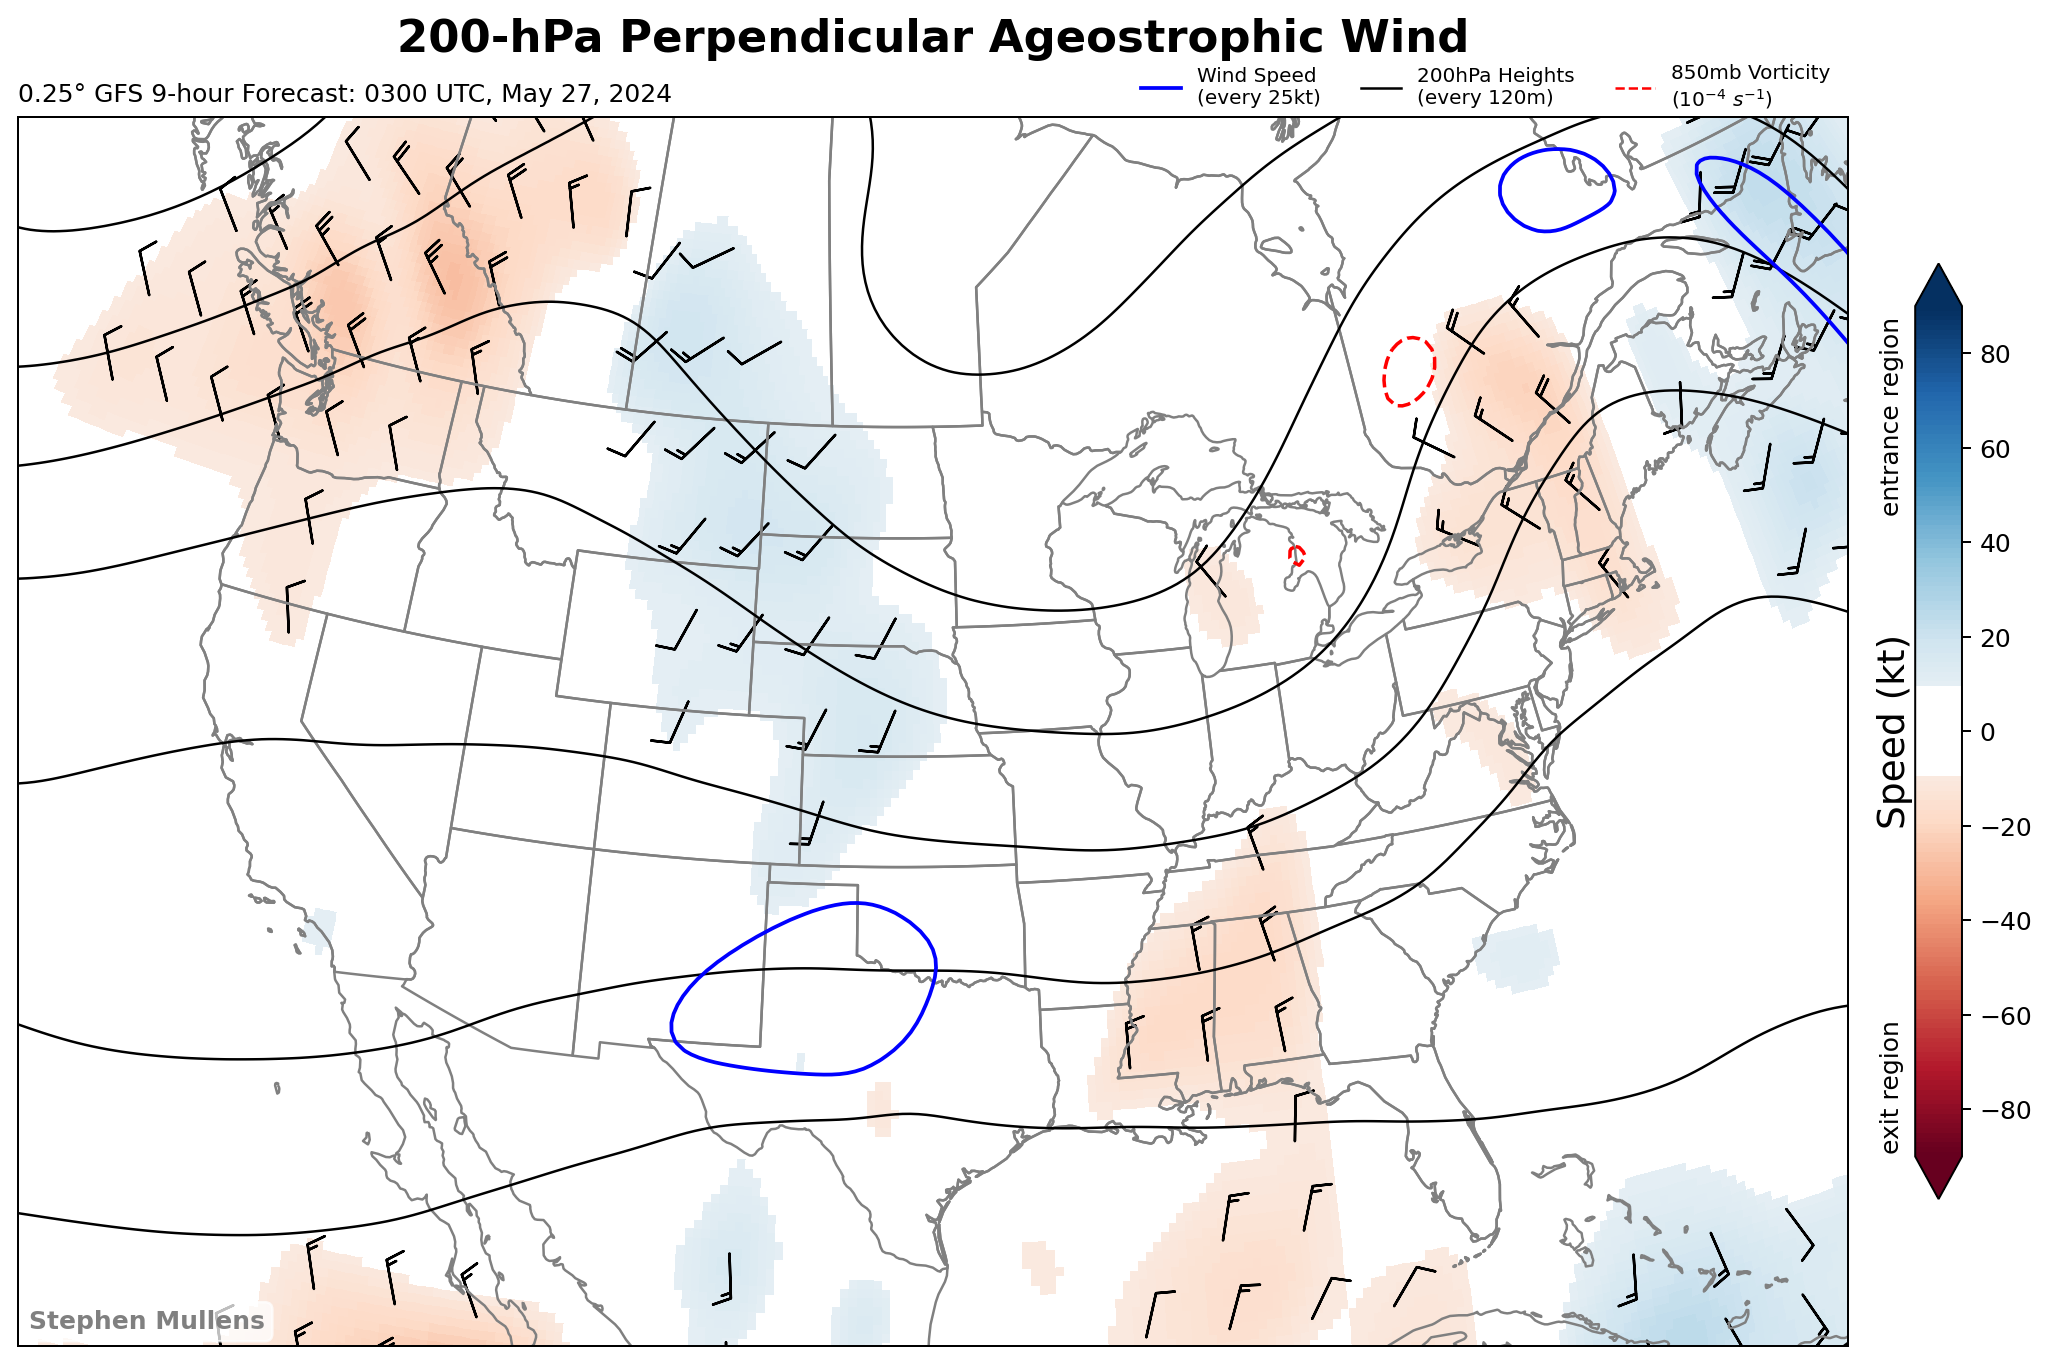 200-hPa Perpendicular Ageostrophic Wind
0.25° GFS 9-hour Forecast: 0300 UTC, May 27, 2024
Wind Speed
(every 25kt)
200hPa Heights
(every 120m)
850mb Vorticity
(10⁻⁴ s⁻¹)
entrance region
Speed (kt)
exit region
80
60
40
20
0
−20
−40
−60
−80
Stephen Mullens